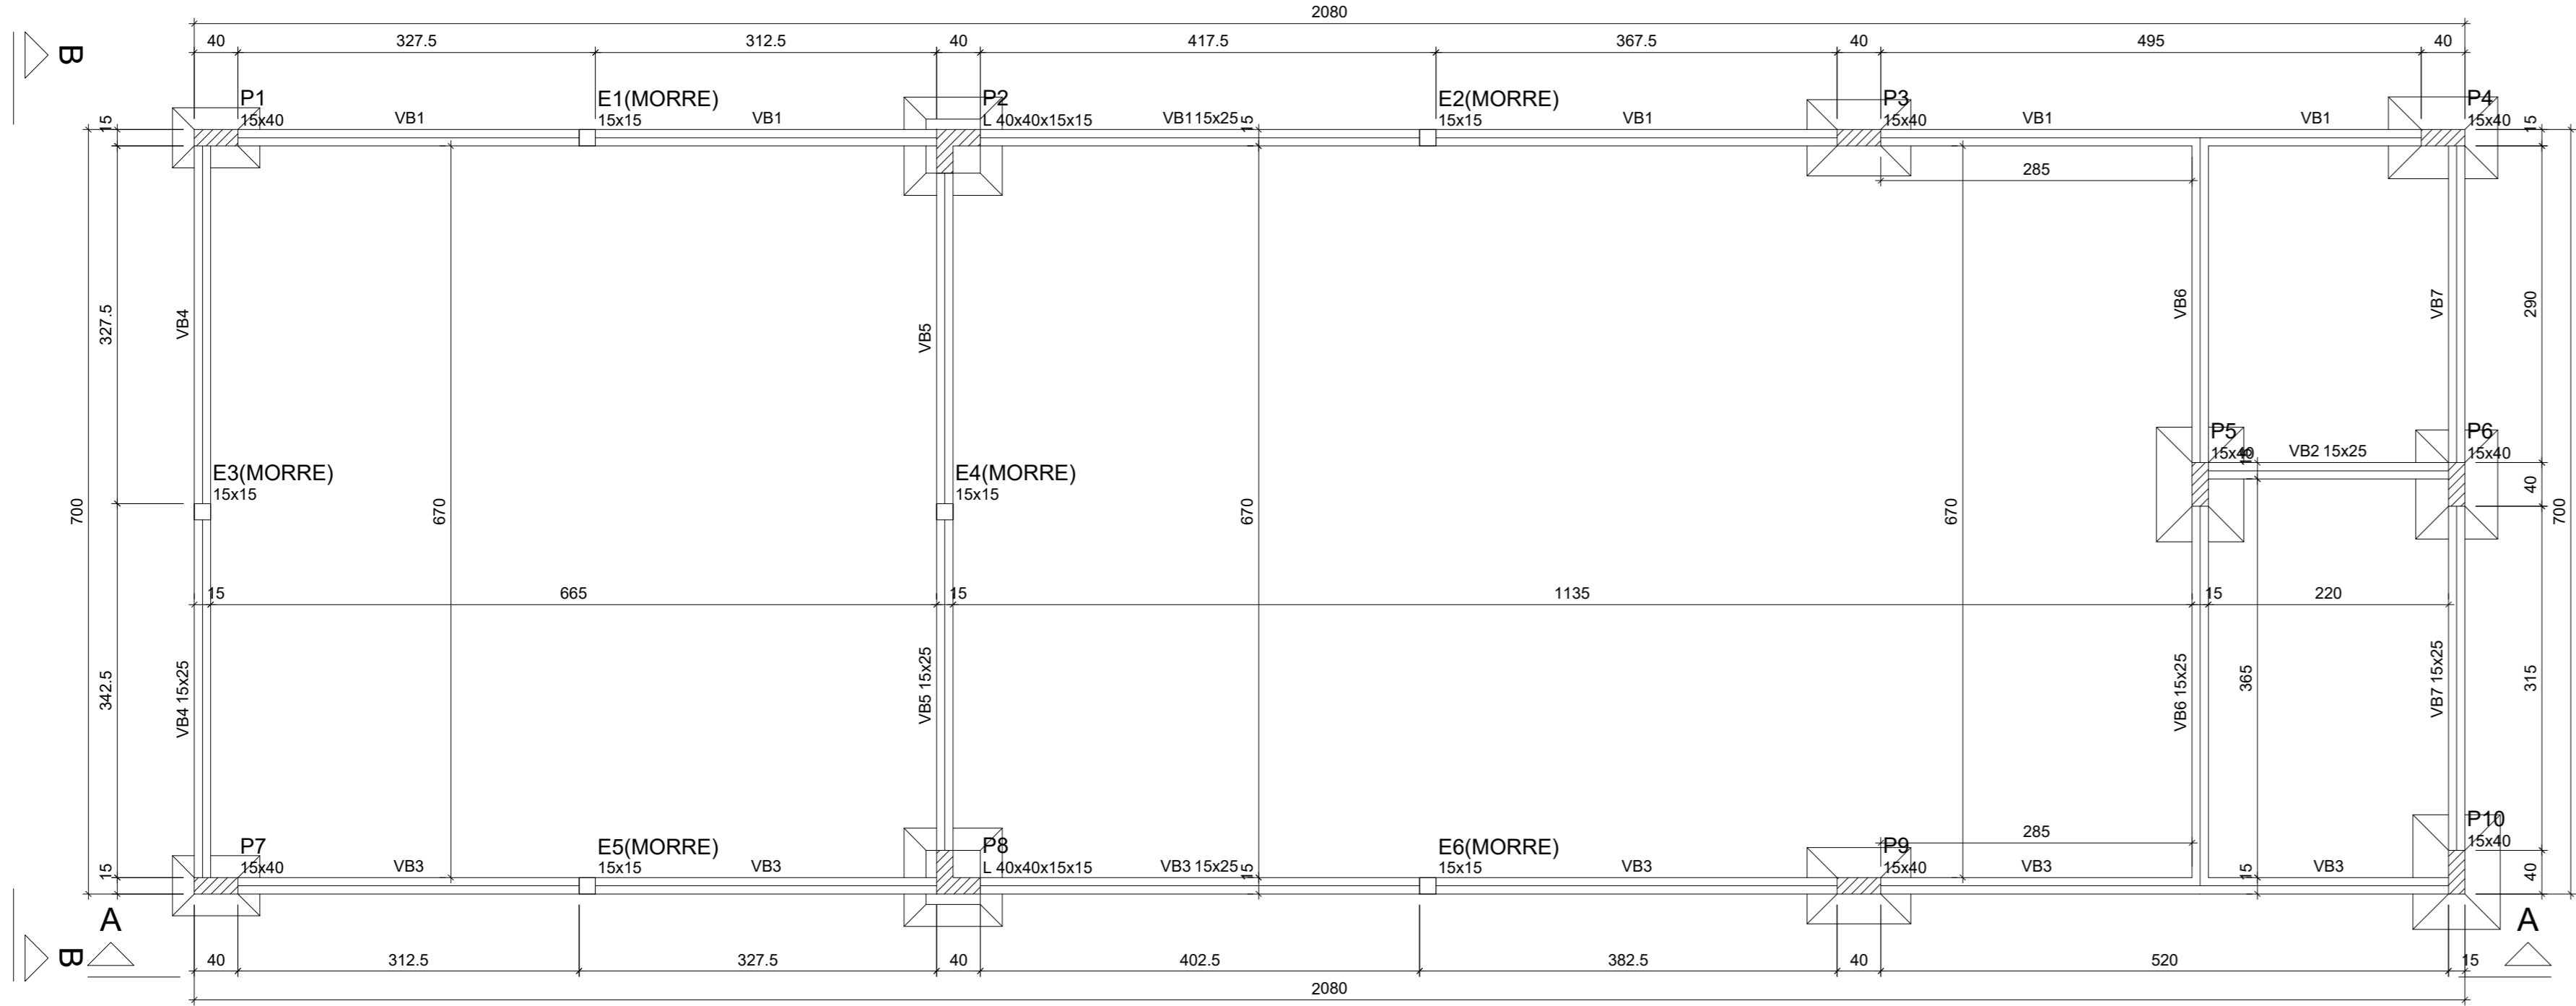 2080
40 327.5 312.5 40 417.5 367.5 40 495 40
B
P1
15x40
VB1
E1(MORRE)
15x15
VB1
P2
L 40x40x15x15
VB1 15x25
15
E2(MORRE)
15x15
VB1
P3
15x40
VB1
VB1
P4
15x40
15
15
285
327.5
VB4
VB5
VB6
VB7
290
E3(MORRE)
15x15
E4(MORRE)
15x15
P5
15x40
15
VB2 15x25
P6
15x40
40
700
670
670
670
700
15 665 15 1135 15 220
342.5
VB4 15x25
VB5 15x25
VB6 15x25
365
VB7 15x25
315
P7
15x40
15
VB3
E5(MORRE)
15x15
VB3
P8
L 40x40x15x15
VB3 15x25
15
E6(MORRE)
15x15
VB3
P9
15x40
285
VB3
15
VB3
P10
15x40
40
A
A
B
40 312.5 327.5 40 402.5 382.5 40 520 15
2080